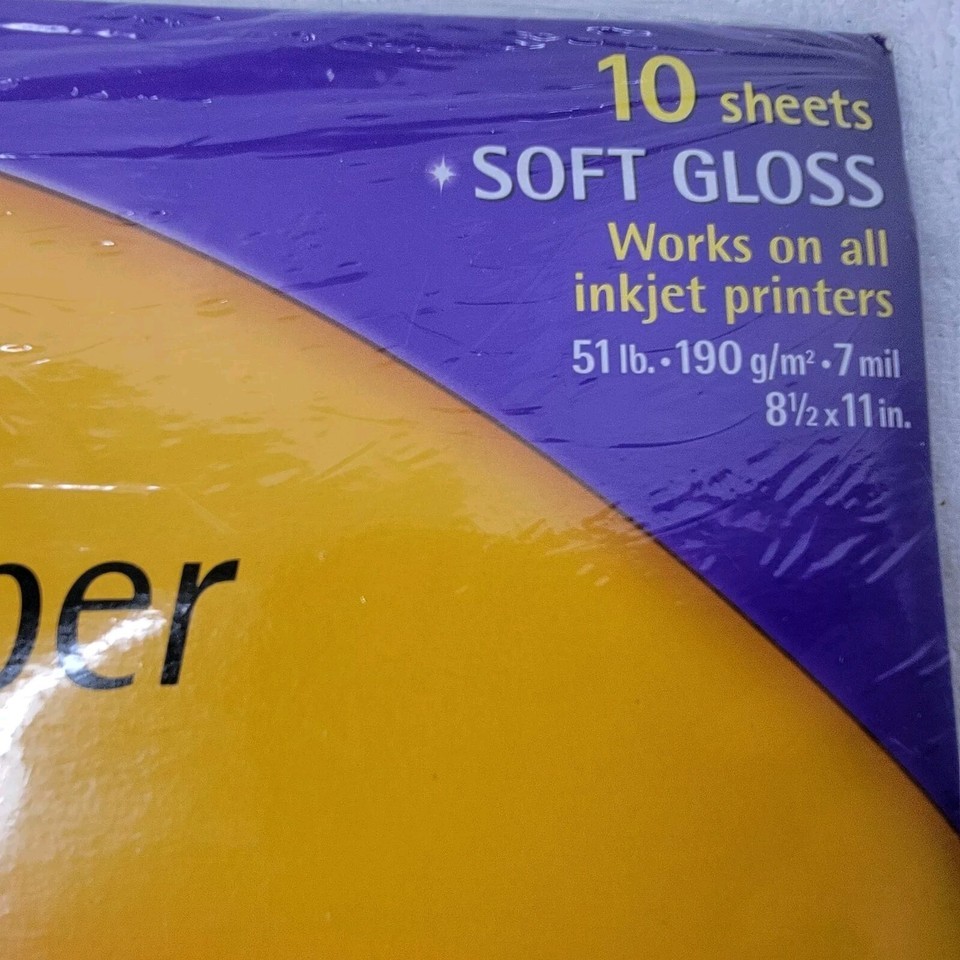 10 sheets
SOFT GLOSS
Works on all
inkjet printers
51 lb. • 190 g/m² • 7 mil
8½ x 11 in.
per